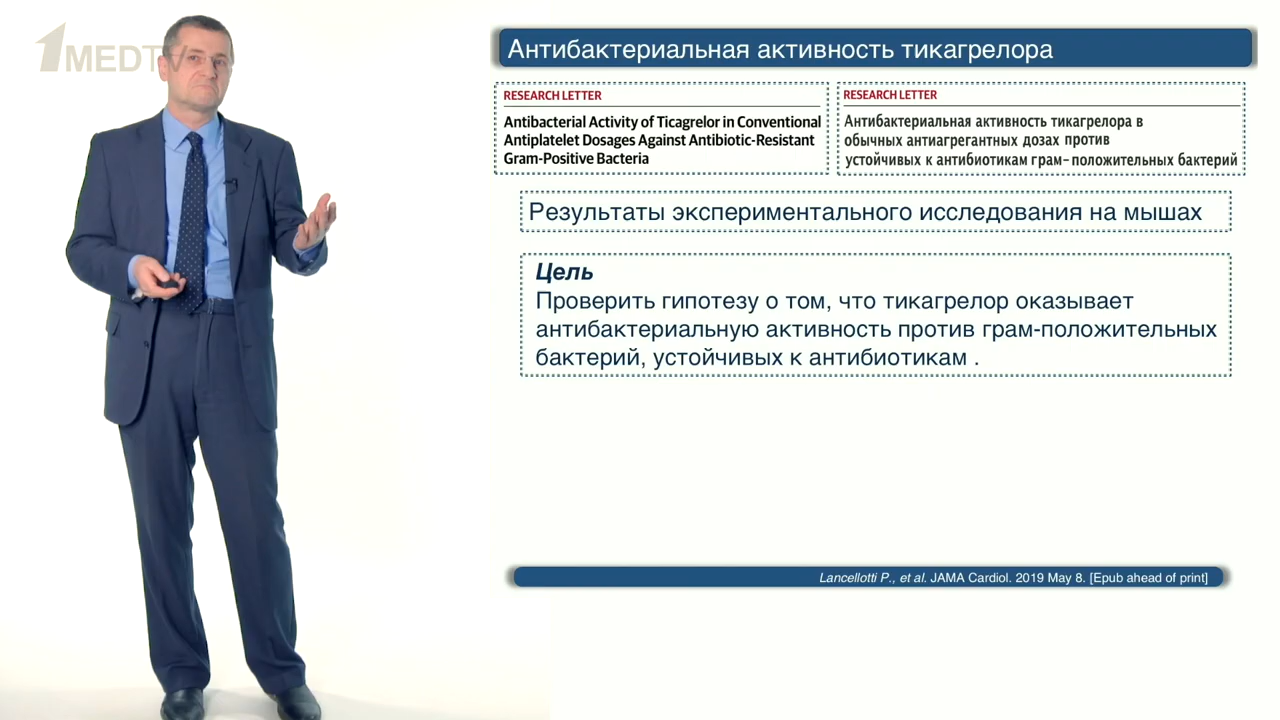 1MEDTV
Антибактериальная активность тикагрелора
RESEARCH LETTER
Antibacterial Activity of Ticagrelor in Conventional
Antiplatelet Dosages Against Antibiotic-Resistant
Gram-Positive Bacteria
RESEARCH LETTER
Антибактериальная активность тикагрелора в
обычных антиагрегантных дозах против
устойчивых к антибиотикам грам-положительных бактерий
Результаты экспериментального исследования на мышах
Цель
Проверить гипотезу о том, что тикагрелор оказывает
антибактериальную активность против грам-положительных
бактерий, устойчивых к антибиотикам .
Lancellotti P., et al. JAMA Cardiol. 2019 May 8. [Epub ahead of print]